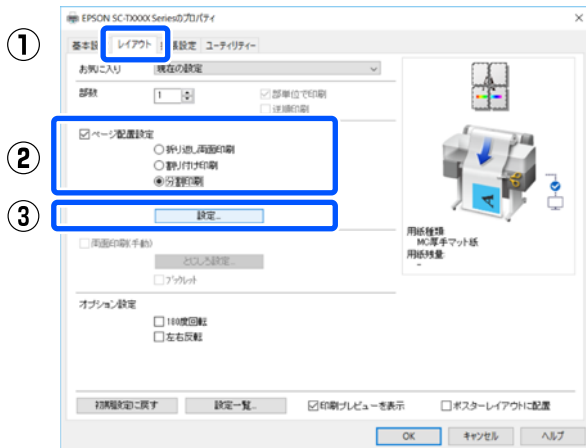 EPSON SC-TXXXX Seriesのプロパティ
①
基本設 レイアウト 張設定 ユーティリティー
お気に入り 現在の設定
部数 1 部単位で印刷
逆順印刷
②
ページ配置設定
折り返し両面印刷
割り付け印刷
分割印刷
③
設定...
両面印刷(手動)
とじしろ設定...
ブックレット
用紙種類
MC厚手マット紙
用紙残量:
-
オプション設定
180度回転
左右反転
初期設定に戻す 設定一覧... 印刷プレビューを表示 ポスターレイアウトに配置
OK キャンセル ヘルプ